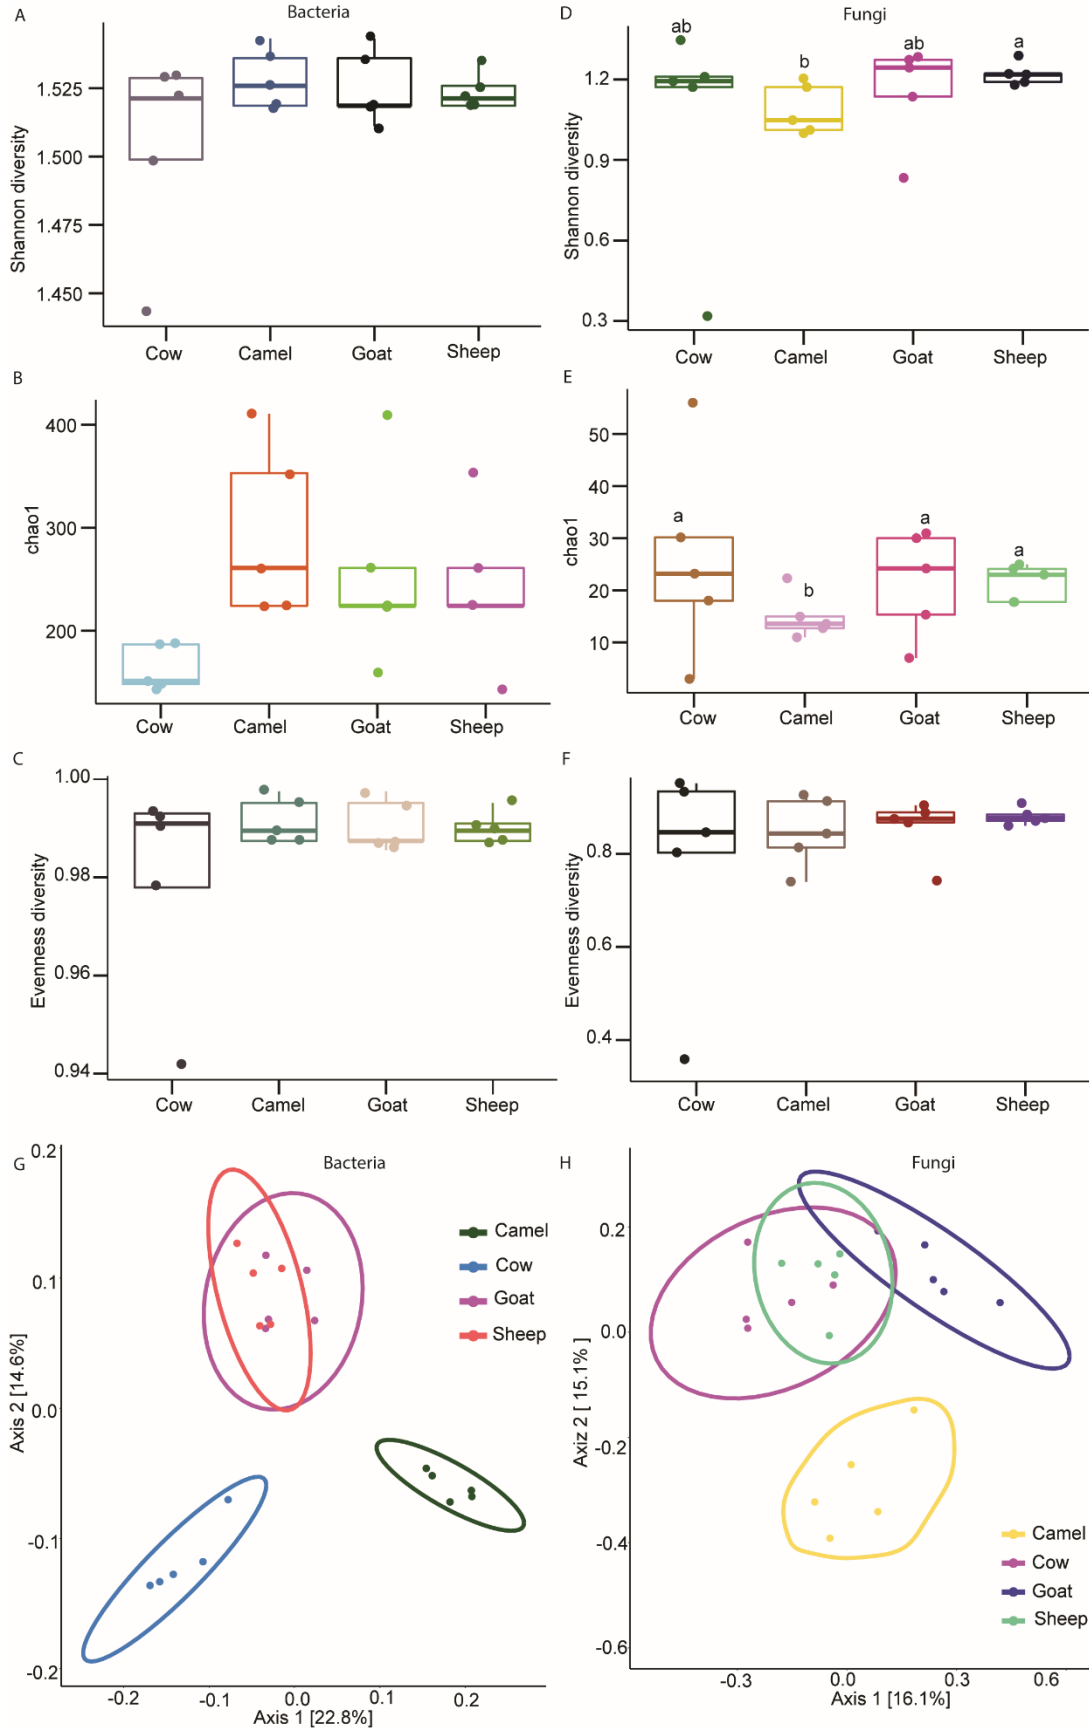 A
Bacteria
Shannon diversity
1.525
1.500
1.475
1.450
Cow Camel Goat Sheep
D
Fungi
Shannon diversity
1.2
0.9
0.6
0.3
ab b ab a
Cow Camel Goat Sheep
B
chao1
400
300
200
Cow Camel Goat Sheep
E
chao1
50
40
30
20
10
a b a a
Cow Camel Goat Sheep
C
Evenness diversity
1.00
0.98
0.96
0.94
Cow Camel Goat Sheep
F
Evenness diversity
0.8
0.6
0.4
Cow Camel Goat Sheep
G
Bacteria
Axis 2 [14.6%]
0.2
0.1
0.0
-0.1
-0.2
Camel
Cow
Goat
Sheep
-0.2 -0.1 0.0 0.1 0.2
Axis 1 [22.8%]
H
Fungi
Axiz 2 [ 15.1% ]
0.2
0.0
-0.2
-0.4
-0.6
Camel
Cow
Goat
Sheep
-0.3 0.0 0.3 0.6
Axis 1 [16.1%]